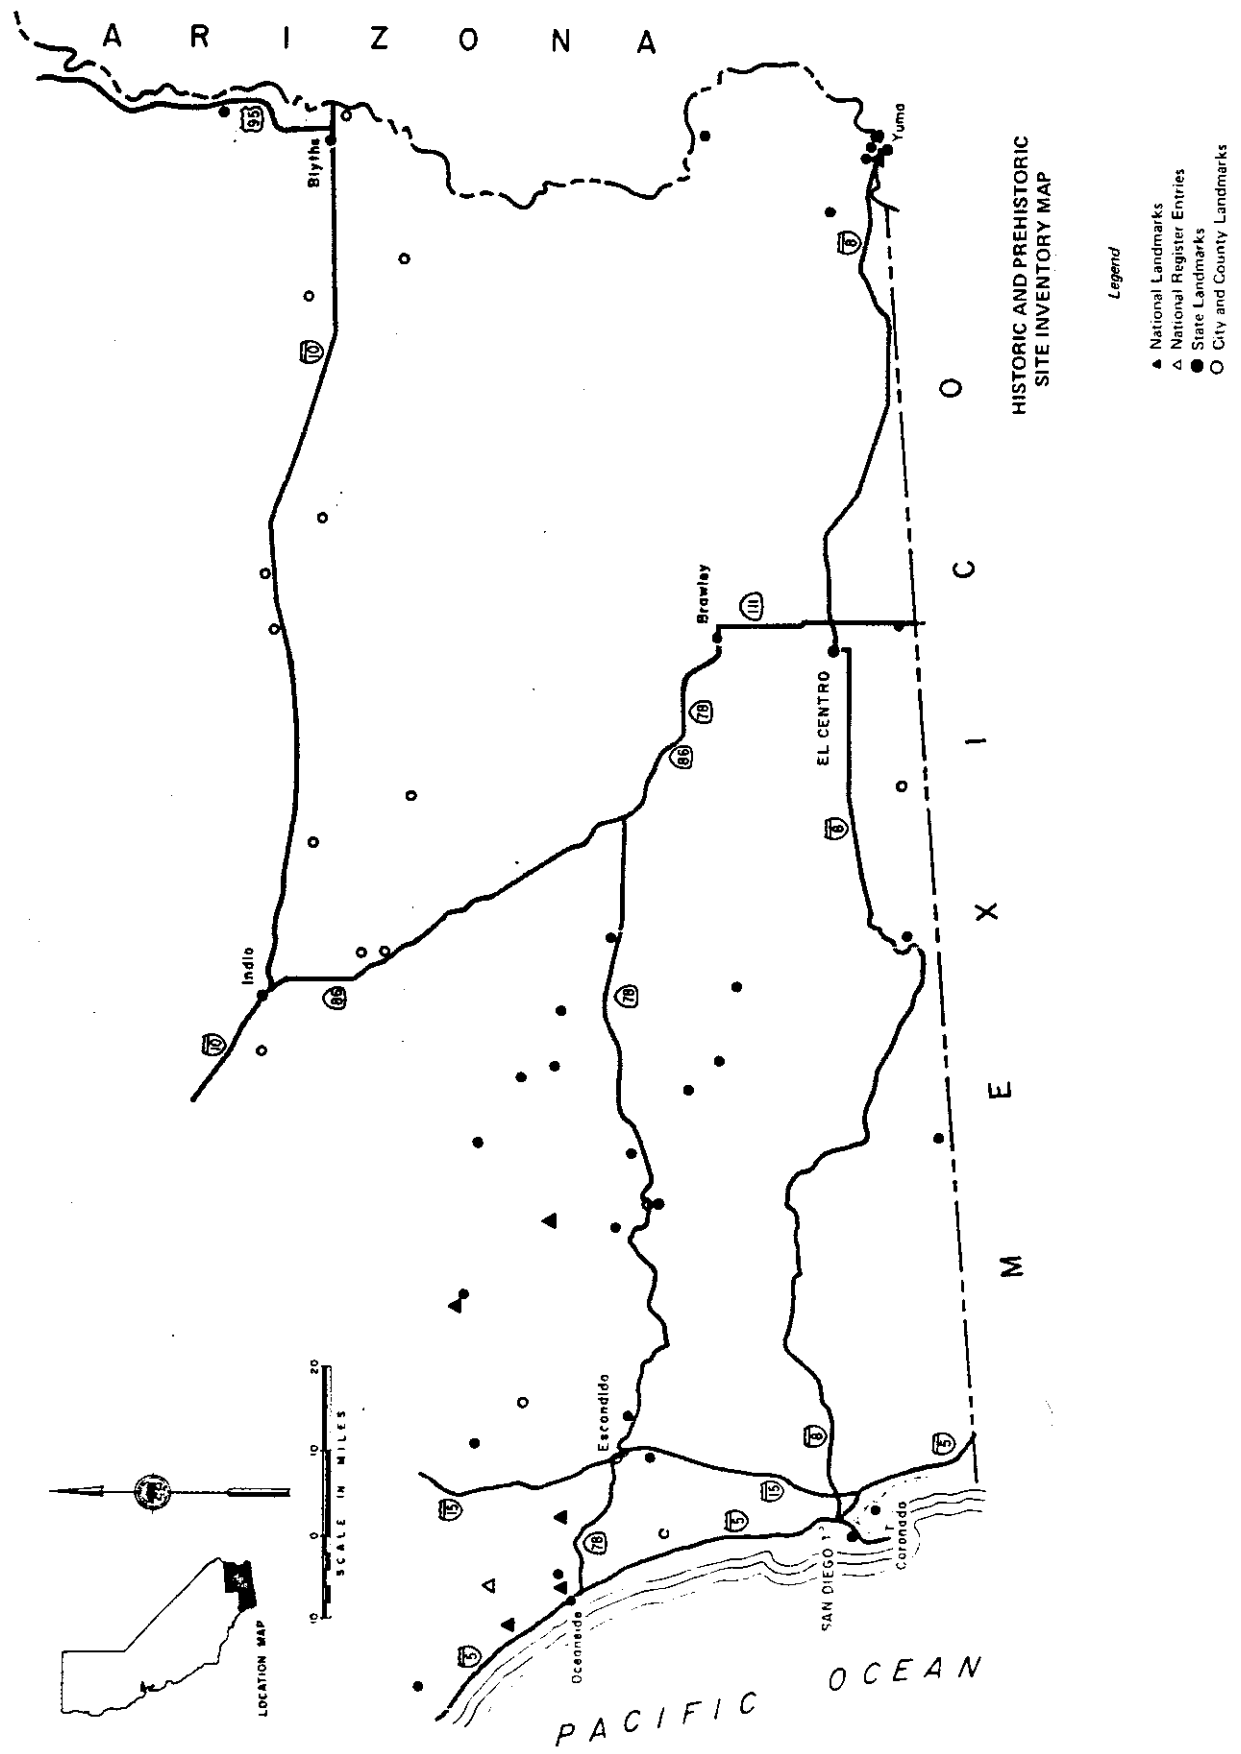 ARIZONA
95
Blythe
10
Yuma
8
HISTORIC AND PREHISTORIC
SITE INVENTORY MAP
Legend
National Landmarks
National Register Entries
State Landmarks
City and County Landmarks
Brawley
111
78
86
EL CENTRO
8
Indio
86
10
78
MEXICO
Escondido
15
78
15
5
8
5
SAN DIEGO
Coronado
Oceanside
5
PACIFIC OCEAN
10 0 10 20
SCALE IN MILES
LOCATION MAP